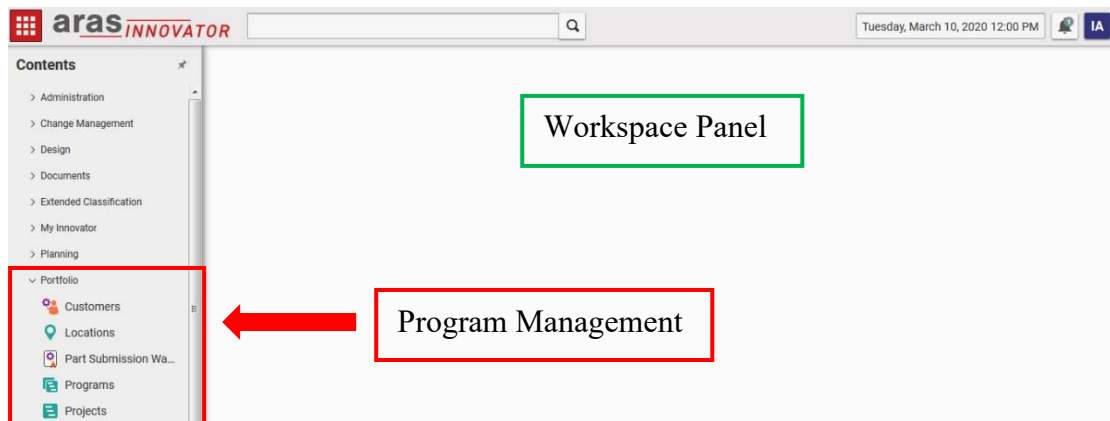 aras INNOVATOR
Tuesday, March 10, 2020 12:00 PM
IA
Contents
Administration
Change Management
Design
Documents
Extended Classification
My Innovator
Planning
Portfolio
Customers
Locations
Part Submission Wa...
Programs
Projects
Workspace Panel
Program Management